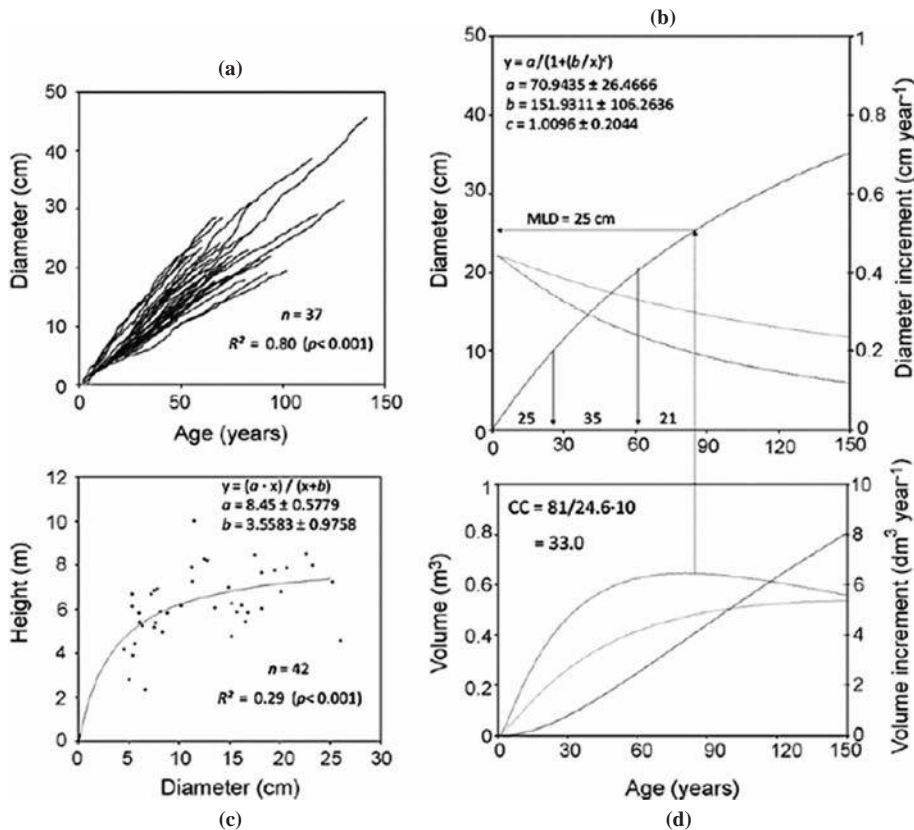 (a)
50
40
30
20
10
0
Diameter (cm)
n = 37
R² = 0.80 (p< 0.001)
0 50 100 150
Age (years)
(b)
50
40
30
20
10
0
Diameter (cm)
y = a/(1+(b/x)ᶜ)
a = 70.9435 ± 26.4666
b = 151.9311 ± 106.2636
c = 1.0096 ± 0.2044
MLD = 25 cm
25 35 21
0 30 60 90 120 150
1
0.8
0.6
0.4
0.2
0
Diameter increment (cm year⁻¹)
12
10
8
6
4
2
0
Height (m)
y = (a · x) / (x+b)
a = 8.45 ± 0.5779
b = 3.5583 ± 0.9758
n = 42
R² = 0.29 (p< 0.001)
0 5 10 15 20 25 30
Diameter (cm)
(c)
1
0.8
0.6
0.4
0.2
0
Volume (m³)
CC = 81/24.6·10
= 33.0
10
8
6
4
2
0
Volume increment (dm³ year⁻¹)
0 30 60 90 120 150
Age (years)
(d)